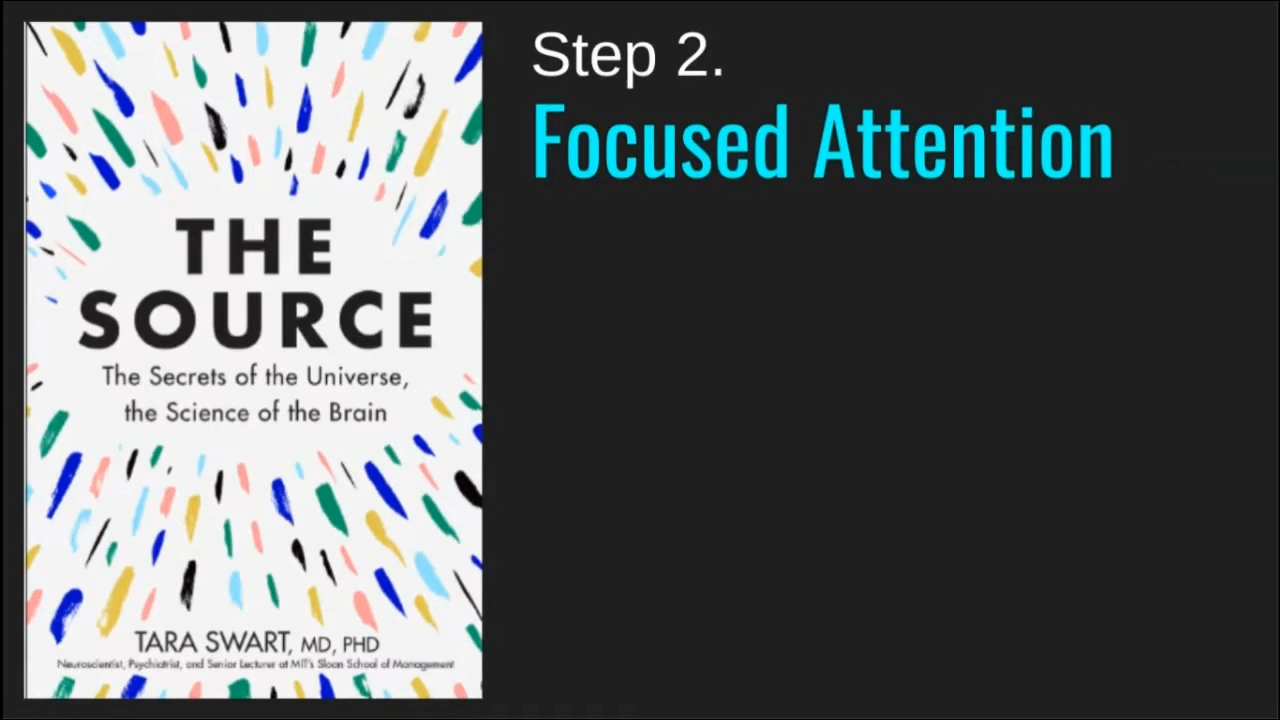 Step 2.
Focused Attention
THE
SOURCE
The Secrets of the Universe,
the Science of the Brain
TARA SWART, MD, PHD
Neuroscientist, Psychiatrist, and Senior Lecturer at MIT's Sloan School of Management